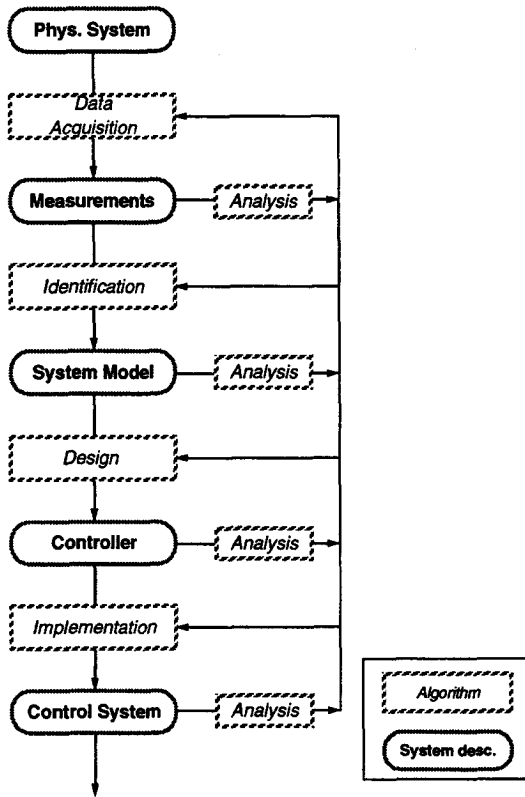 Phys. System
Data
Acquisition
Measurements
Analysis
Identification
System Model
Analysis
Design
Controller
Analysis
Implementation
Control System
Analysis
Algorithm
System desc.